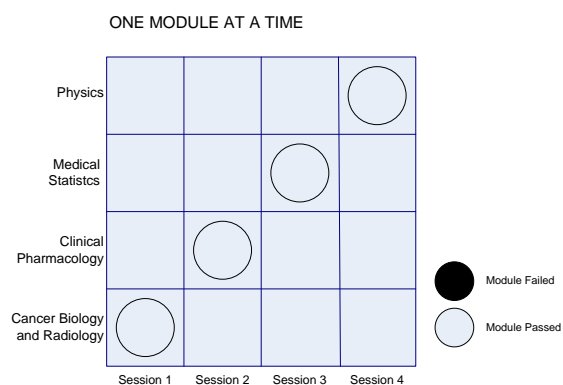 ONE MODULE AT A TIME
Physics
Medical
Statistcs
Clinical
Pharmacology
Cancer Biology
and Radiology
Module Failed
Module Passed
Session 1
Session 2
Session 3
Session 4